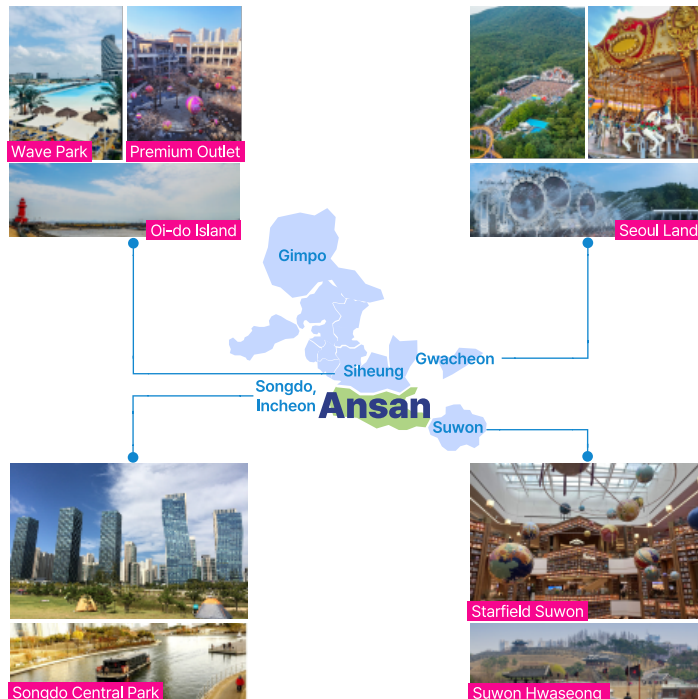 Wave Park
Premium Outlet
Oi-do Island
Seoul Land
Gimpo
Gwacheon
Siheung
Songdo,
Incheon
Ansan
Suwon
Starfield Suwon
Songdo Central Park
Suwon Hwaseong